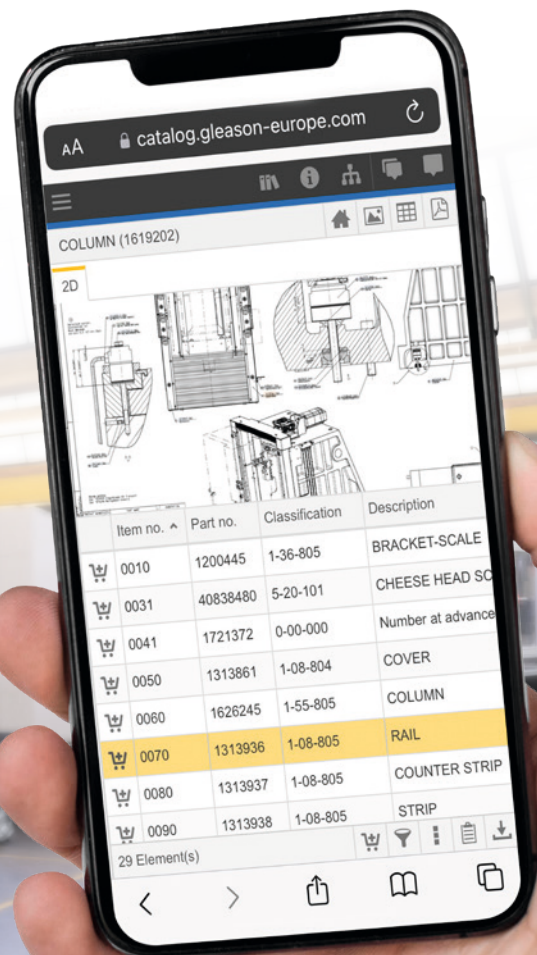 AA catalog.gleason-europe.com
COLUMN (1619202)
2D
Item no. Part no. Classification Description
0010 1200445 1-36-805 BRACKET-SCALE
0031 40838480 5-20-101 CHEESE HEAD SC
0041 1721372 0-00-000 Number at advance
0050 1313861 1-08-804 COVER
0060 1626245 1-55-805 COLUMN
0070 1313936 1-08-805 RAIL
0080 1313937 1-08-805 COUNTER STRIP
0090 1313938 1-08-805 STRIP
29 Element(s)